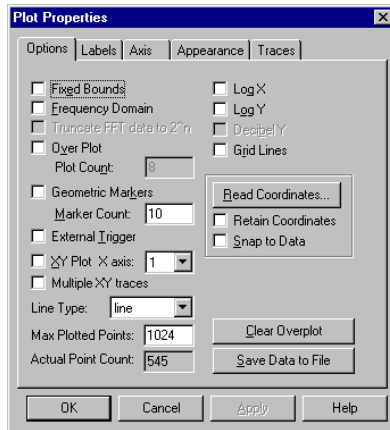 Plot Properties
Options Labels Axis Appearance Traces
Fixed Bounds
Frequency Domain
Truncate FFT data to 2^n
Over Plot
Plot Count: 8
Geometric Markers
Marker Count: 10
External Trigger
XY Plot X axis: 1
Multiple XY traces
Line Type: line
Max Plotted Points: 1024
Actual Point Count: 545
Log X
Log Y
Decibel Y
Grid Lines
Read Coordinates...
Retain Coordinates
Snap to Data
Clear Overplot
Save Data to File
OK Cancel Apply Help